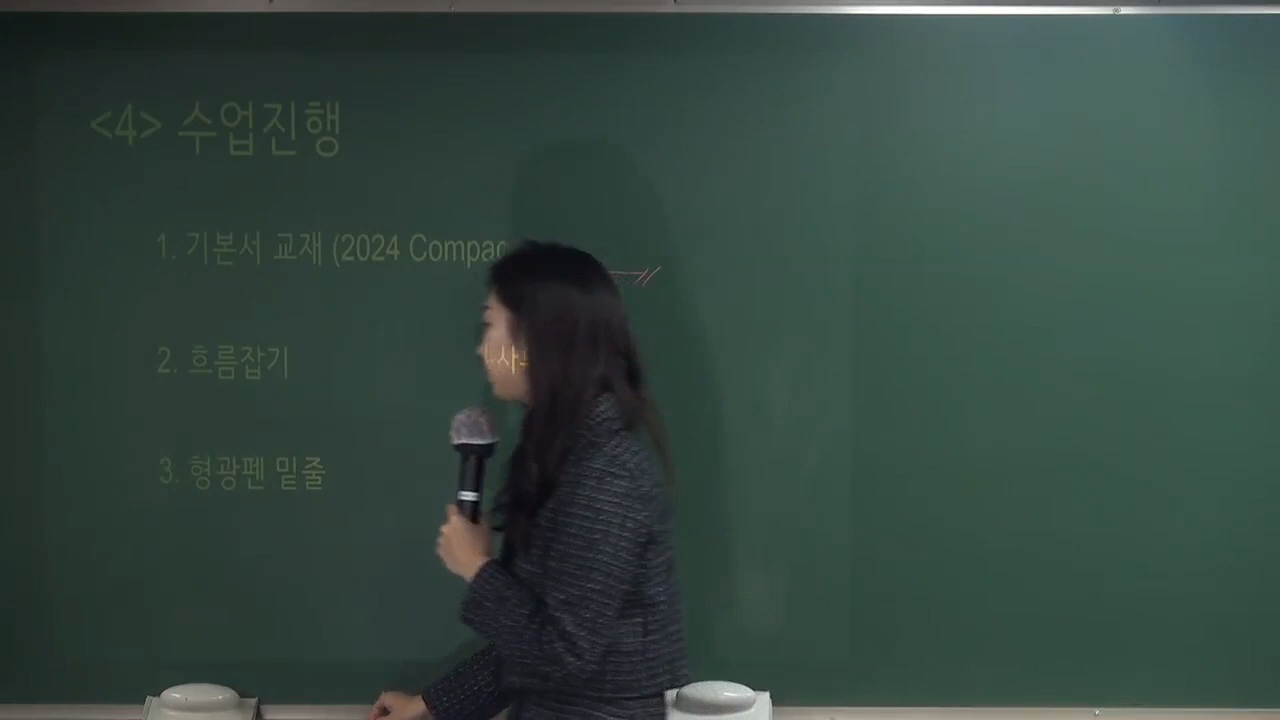 <4> 수업진행
1. 기본서 교재 (2024 Compac
2. 흐름잡기
3. 형광펜 밑줄